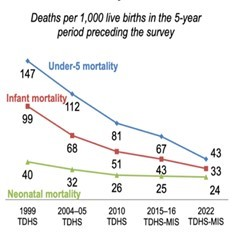 Deaths per 1,000 live births in the 5-year
period preceding the survey
Under-5 mortality
147
112
81
67
43
Infant mortality
99
68
51
43
33
Neonatal mortality
40
32
26
25
24
1999
TDHS
2004–05
TDHS
2010
TDHS
2015–16
TDHS-MIS
2022
TDHS-MIS